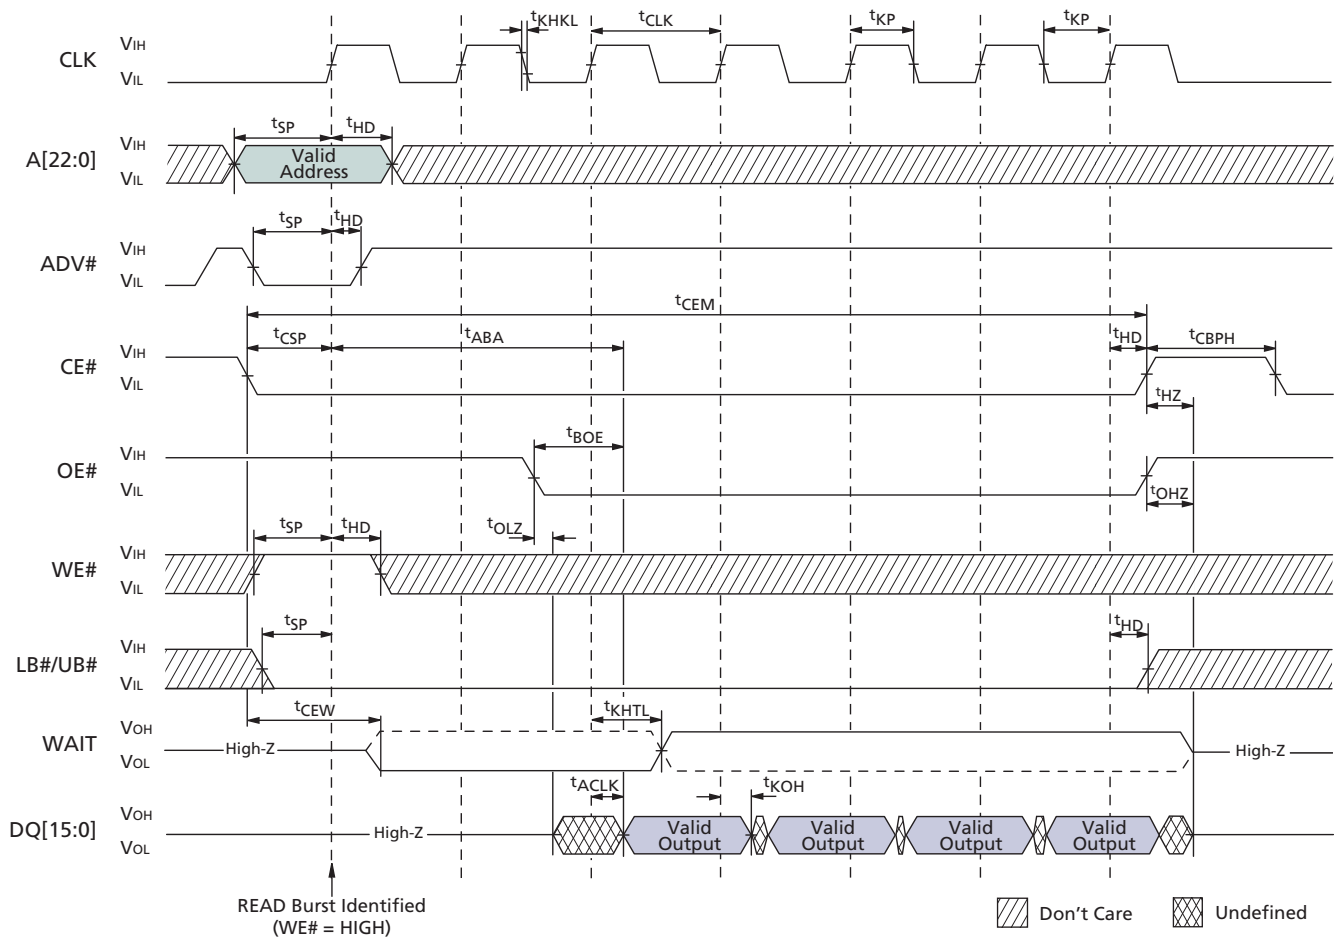 tKHKL tCLK tKP tKP
CLK VIH
VIL
tSP tHD
A[22:0] VIH
VIL
Valid
Address
tSP tHD
ADV# VIH
VIL
tCEM
tCSP tABA tHD tCBPH
CE# VIH
VIL
tHZ
tBOE
OE# VIH
VIL
tOHZ
tSP tHD tOLZ
WE# VIH
VIL
tSP tHD
LB#/UB# VIH
VIL
tCEW tKHTL
WAIT VOH
VOL
High-Z High-Z
tACLK tKOH
DQ[15:0] VOH
VOL
High-Z
Valid
Output
Valid
Output
Valid
Output
Valid
Output
READ Burst Identified
(WE# = HIGH)
Don't Care Undefined